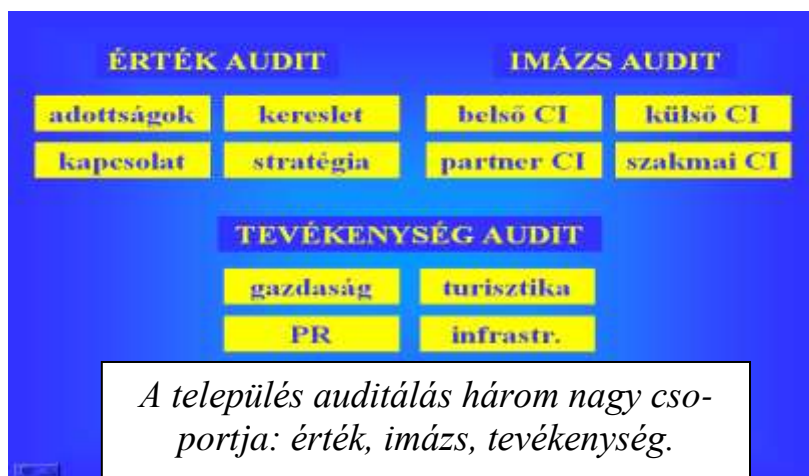 ÉRTÉK AUDIT
adottságok kereslet
kapcsolat stratégia
IMÁZS AUDIT
belső CI külső CI
partner CI szakmai CI
TEVÉKENYSÉG AUDIT
gazdaság turisztika
PR infrastr.
A település auditálás három nagy cso-
portja: érték, imázs, tevékenység.